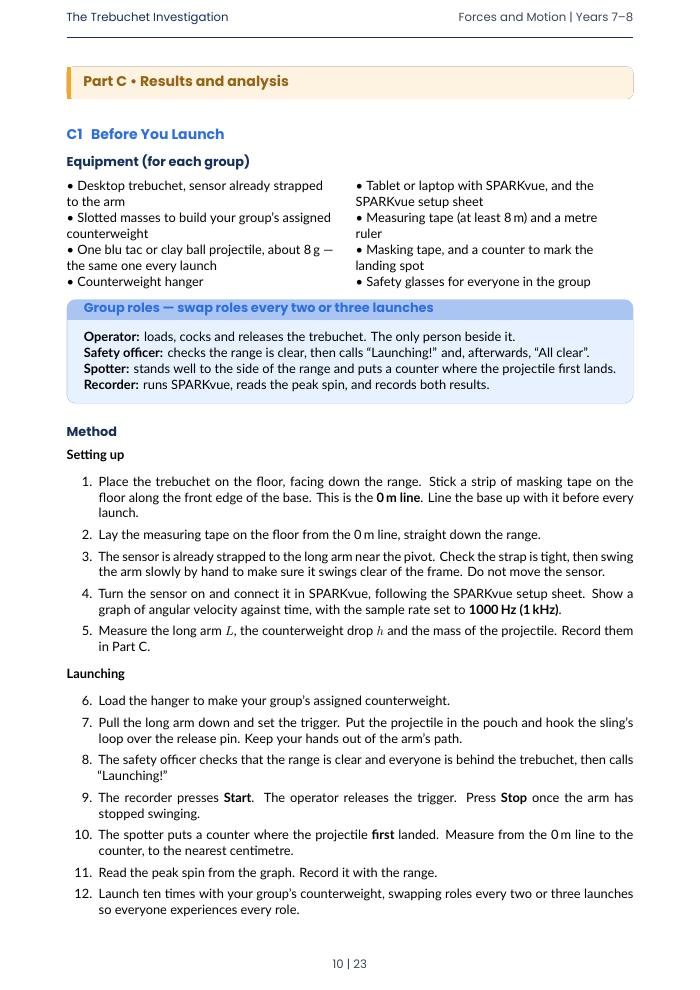 The Trebuchet Investigation
Forces and Motion | Years 7–8
Part C • Results and analysis
C1 Before You Launch
Equipment (for each group)
• Desktop trebuchet, sensor already strapped
to the arm
• Slotted masses to build your group's assigned
counterweight
• One blu tac or clay ball projectile, about 8 g —
the same one every launch
• Counterweight hanger
• Tablet or laptop with SPARKvue, and the
SPARKvue setup sheet
• Measuring tape (at least 8 m) and a metre
ruler
• Masking tape, and a counter to mark the
landing spot
• Safety glasses for everyone in the group
Group roles — swap roles every two or three launches
Operator: loads, cocks and releases the trebuchet. The only person beside it.
Safety officer: checks the range is clear, then calls “Launching!” and, afterwards, “All clear”.
Spotter: stands well to the side of the range and puts a counter where the projectile first lands.
Recorder: runs SPARKvue, reads the peak spin, and records both results.
Method
Setting up
1. Place the trebuchet on the floor, facing down the range. Stick a strip of masking tape on the
floor along the front edge of the base. This is the 0 m line. Line the base up with it before every
launch.
2. Lay the measuring tape on the floor from the 0 m line, straight down the range.
3. The sensor is already strapped to the long arm near the pivot. Check the strap is tight, then swing
the arm slowly by hand to make sure it swings clear of the frame. Do not move the sensor.
4. Turn the sensor on and connect it in SPARKvue, following the SPARKvue setup sheet. Show a
graph of angular velocity against time, with the sample rate set to 1000 Hz (1 kHz).
5. Measure the long arm L, the counterweight drop h and the mass of the projectile. Record them
in Part C.
Launching
6. Load the hanger to make your group's assigned counterweight.
7. Pull the long arm down and set the trigger. Put the projectile in the pouch and hook the sling's
loop over the release pin. Keep your hands out of the arm's path.
8. The safety officer checks that the range is clear and everyone is behind the trebuchet, then calls
“Launching!”
9. The recorder presses Start. The operator releases the trigger. Press Stop once the arm has
stopped swinging.
10. The spotter puts a counter where the projectile first landed. Measure from the 0 m line to the
counter, to the nearest centimetre.
11. Read the peak spin from the graph. Record it with the range.
12. Launch ten times with your group's counterweight, swapping roles every two or three launches
so everyone experiences every role.
10 | 23